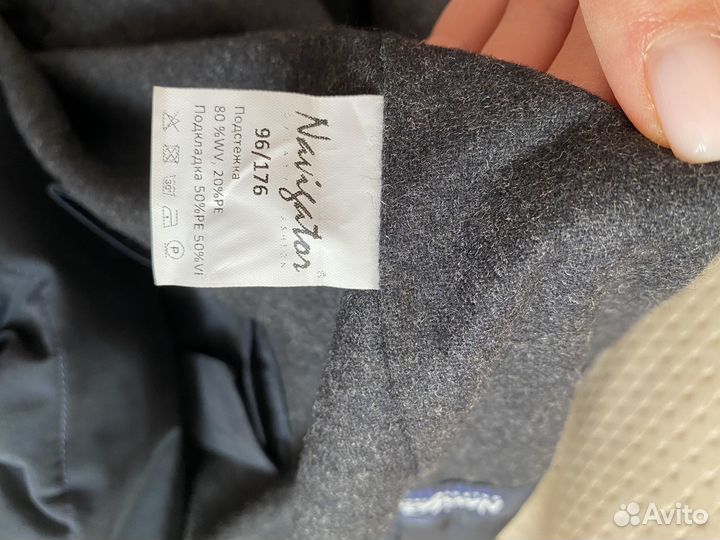 Navigator
®
96/176
Подстежка
80%WV, 20%PE
Подкладка 50%PE 50%Vi
P
Avito